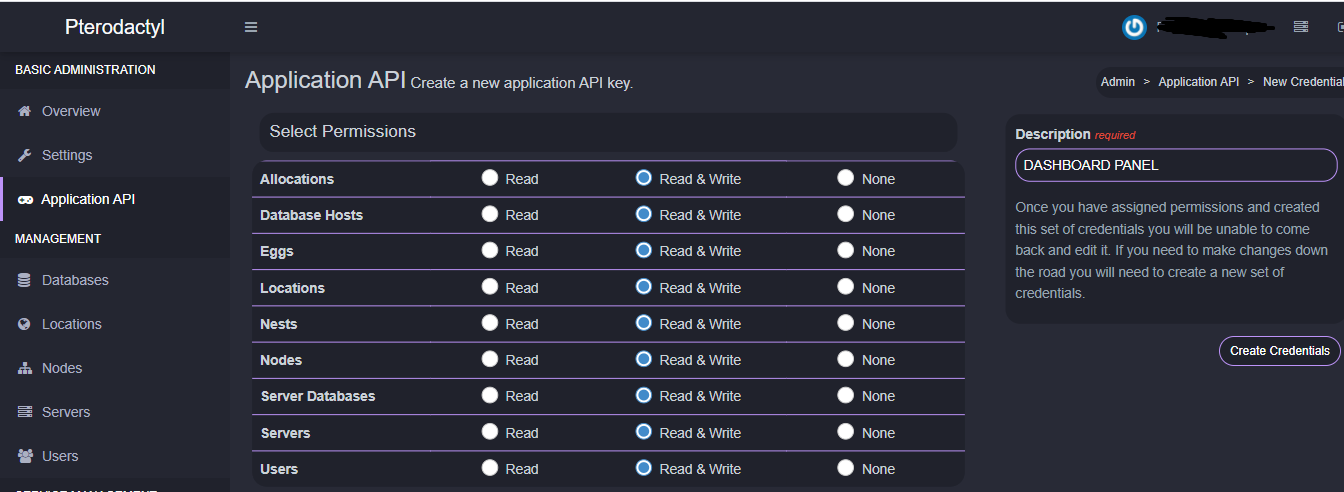 Pterodactyl
BASIC ADMINISTRATION
Overview
Settings
Application API
MANAGEMENT
Databases
Locations
Nodes
Servers
Users
Application API Create a new application API key.
Admin > Application API > New Credential
Select Permissions
Allocations Read Read & Write None
Database Hosts Read Read & Write None
Eggs Read Read & Write None
Locations Read Read & Write None
Nests Read Read & Write None
Nodes Read Read & Write None
Server Databases Read Read & Write None
Servers Read Read & Write None
Users Read Read & Write None
Description required
DASHBOARD PANEL
Once you have assigned permissions and created
this set of credentials you will be unable to come
back and edit it. If you need to make changes down
the road you will need to create a new set of
credentials.
Create Credentials